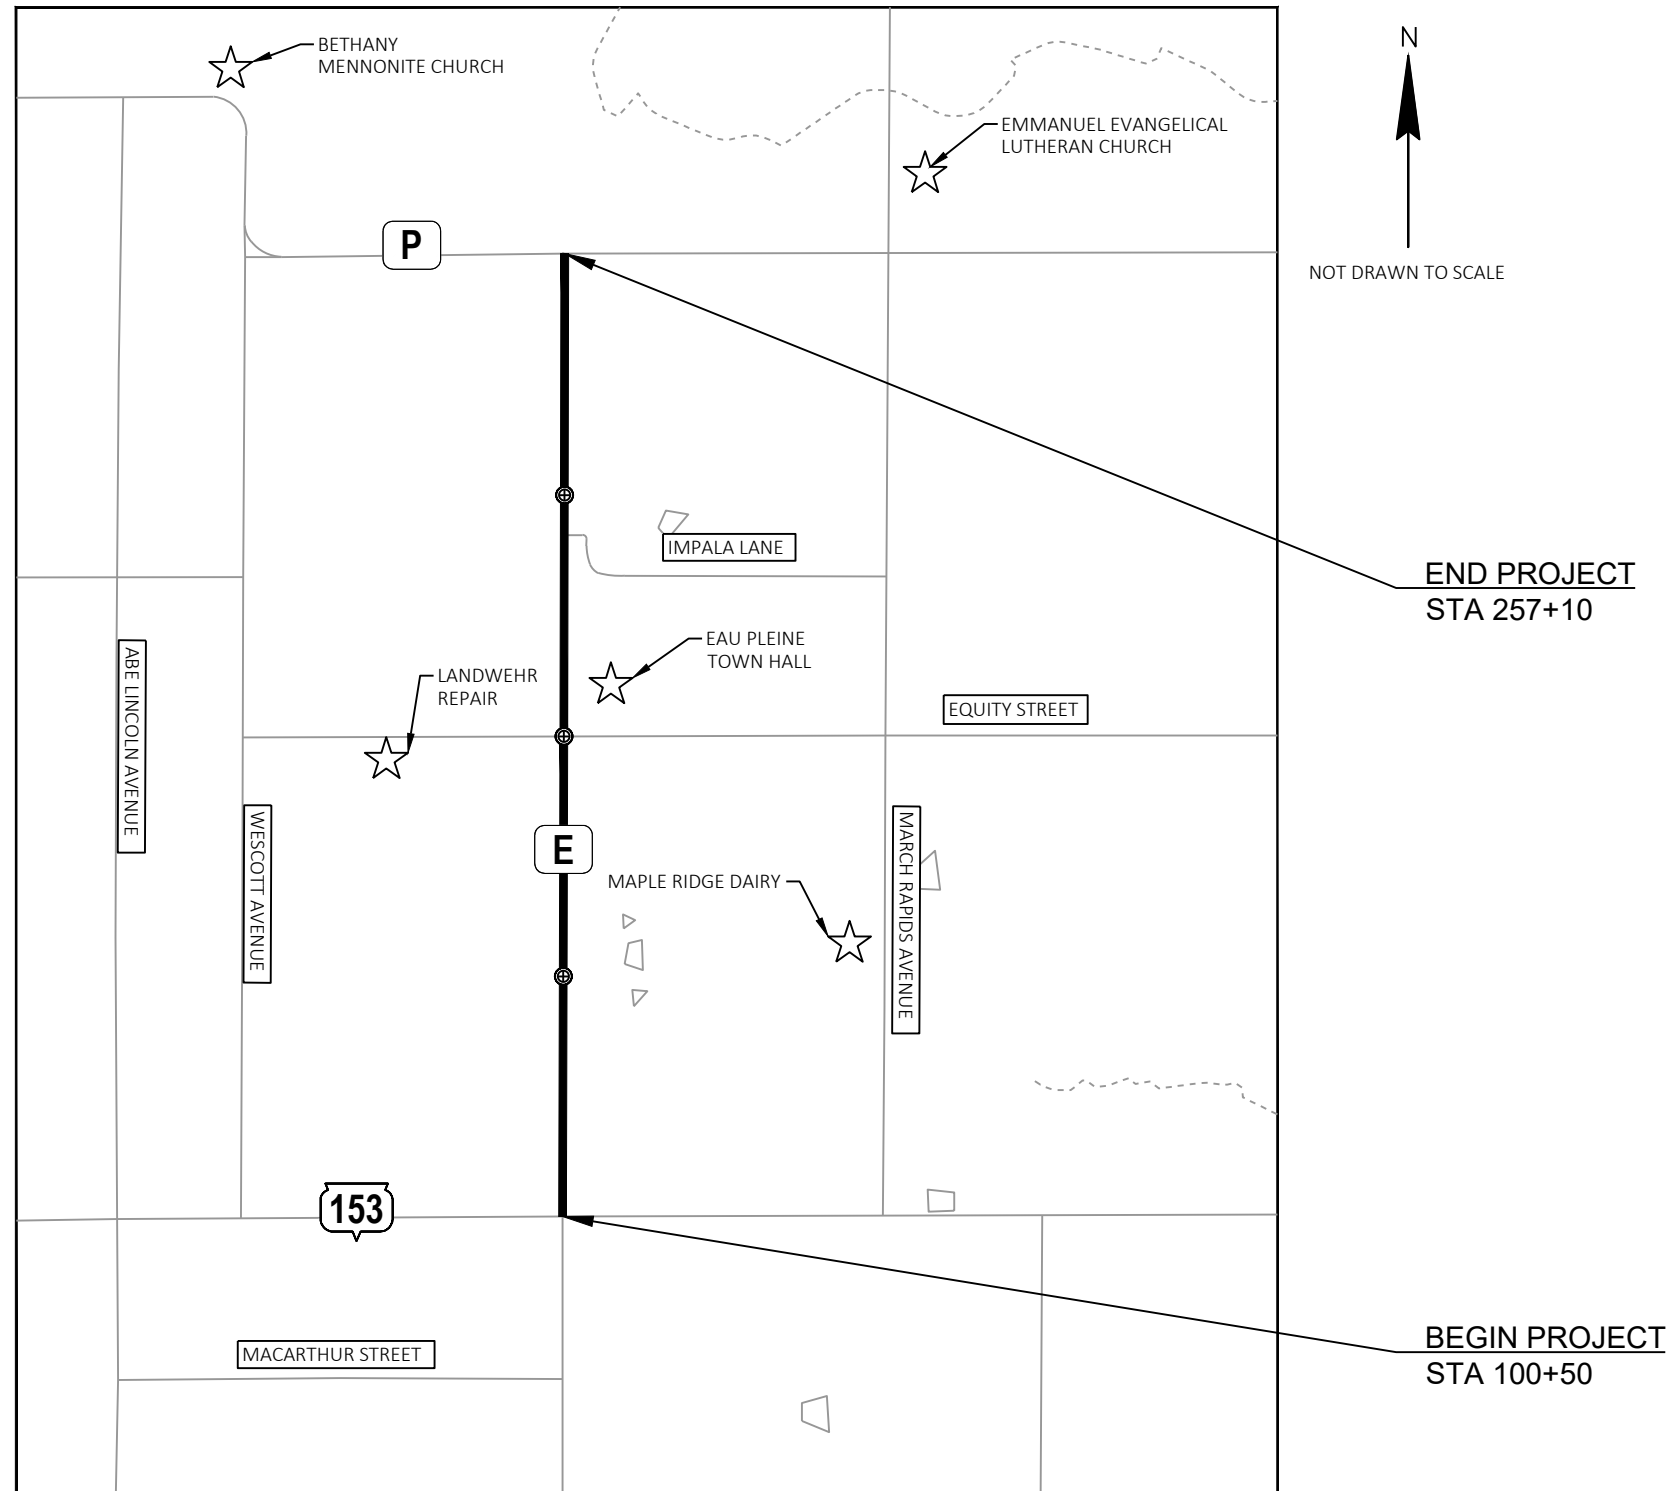 BETHANY
MENNONITE CHURCH
N
EMMANUEL EVANGELICAL
LUTHERAN CHURCH
P
NOT DRAWN TO SCALE
IMPALA LANE
END PROJECT
STA 257+10
EAU PLEINE
TOWN HALL
LANDWEHR
REPAIR
ABE LINCOLN AVENUE
EQUITY STREET
WESCOTT AVENUE
E
MARCH RAPIDS AVENUE
MAPLE RIDGE DAIRY
153
BEGIN PROJECT
STA 100+50
MACARTHUR STREET